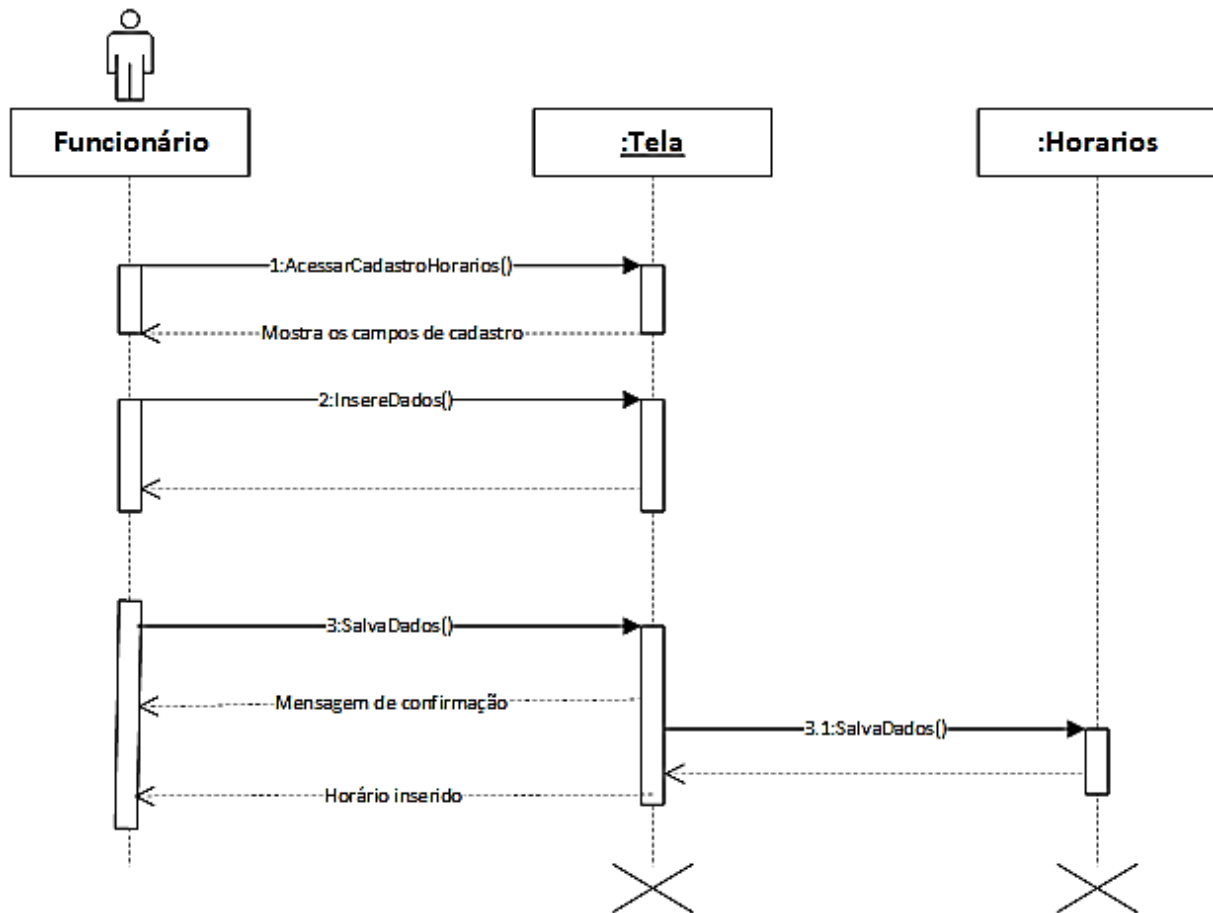 Funcionário
:Tela
:Horarios
1:AcessarCadastroHorarios()
Mostra os campos de cadastro
2:InsereDados()
3:SalvaDados()
Mensagem de confirmação
3.1:SalvaDados()
Horário inserido